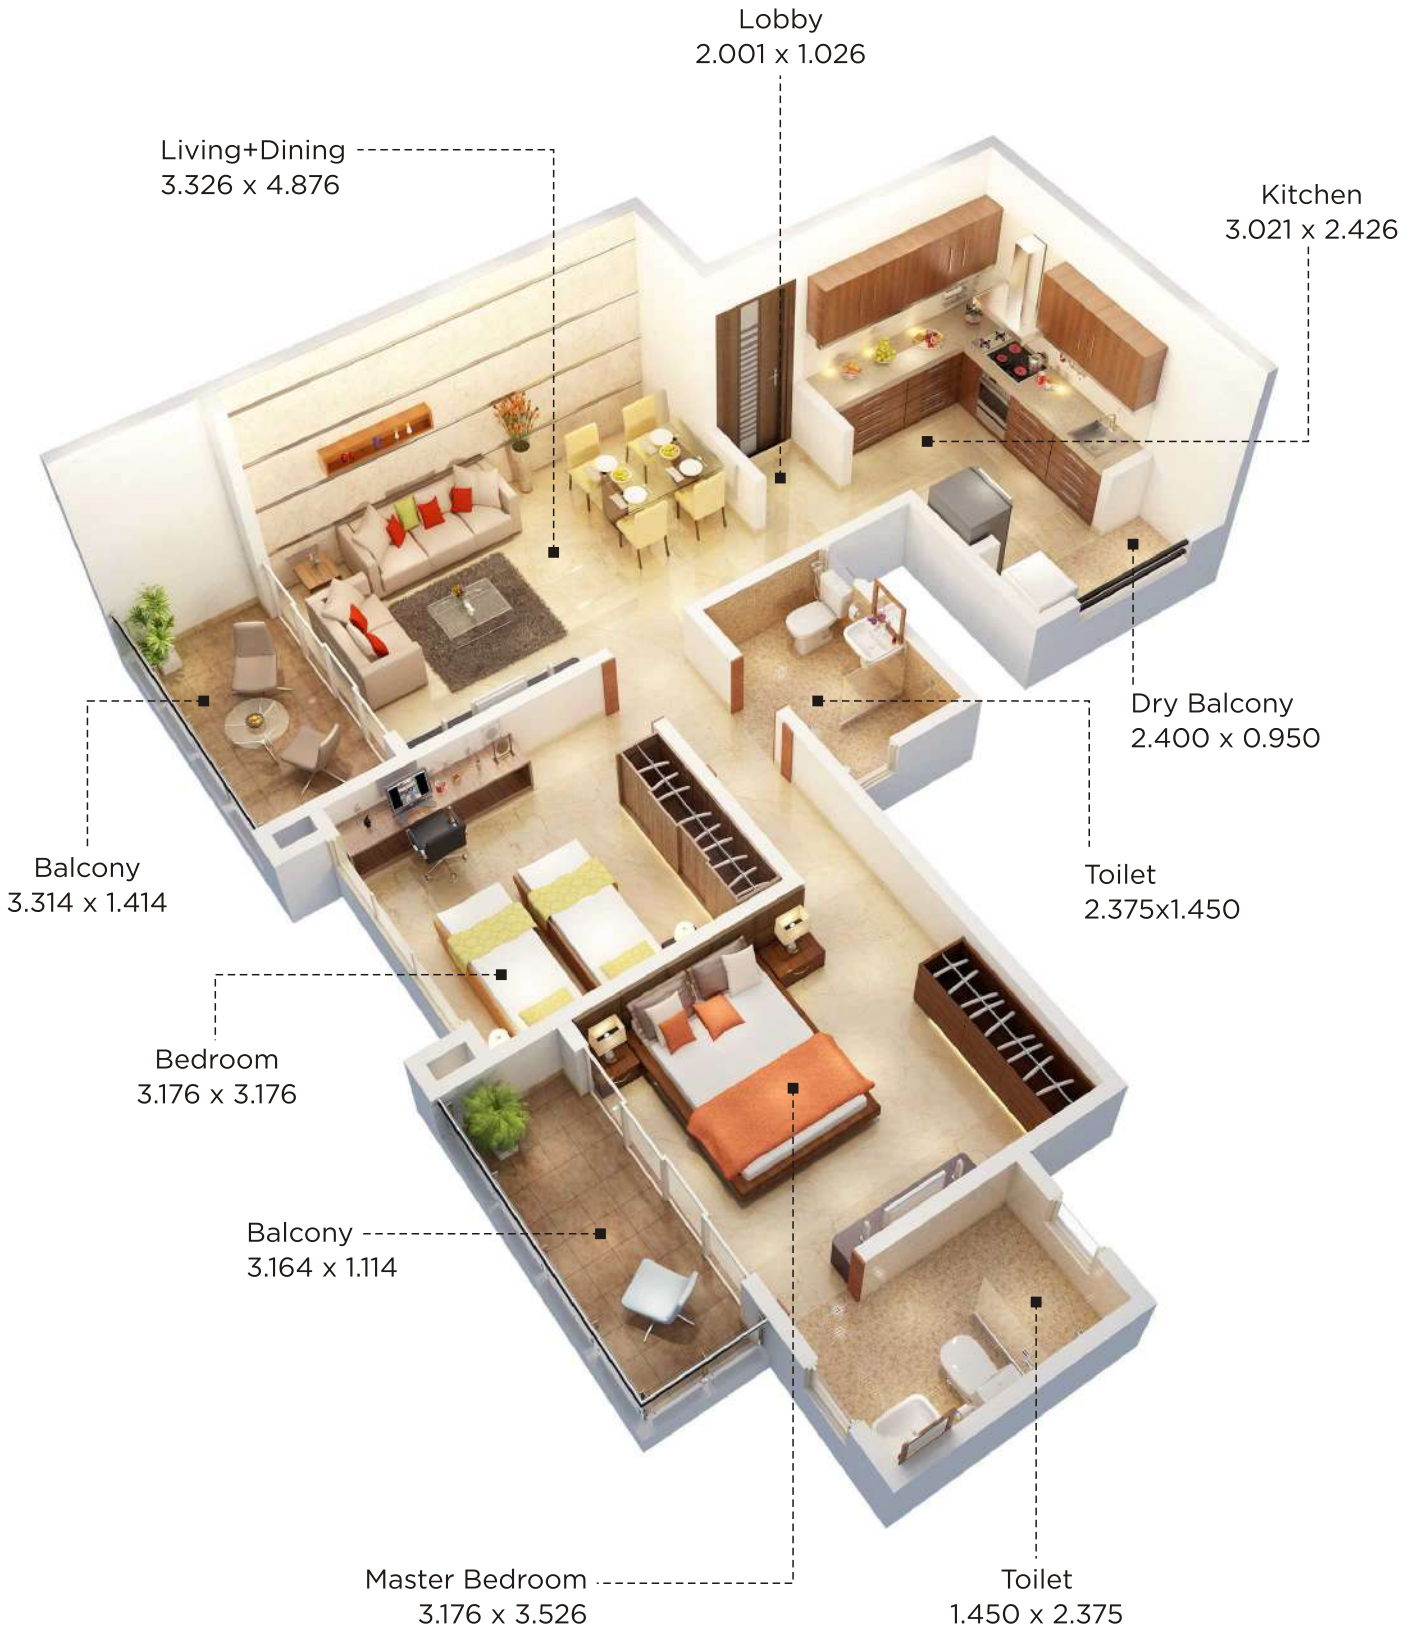 Lobby
2.001 x 1.026
Living+Dining
3.326 x 4.876
Kitchen
3.021 x 2.426
Dry Balcony
2.400 x 0.950
Balcony
3.314 x 1.414
Toilet
2.375x1.450
Bedroom
3.176 x 3.176
Balcony
3.164 x 1.114
Master Bedroom
3.176 x 3.526
Toilet
1.450 x 2.375